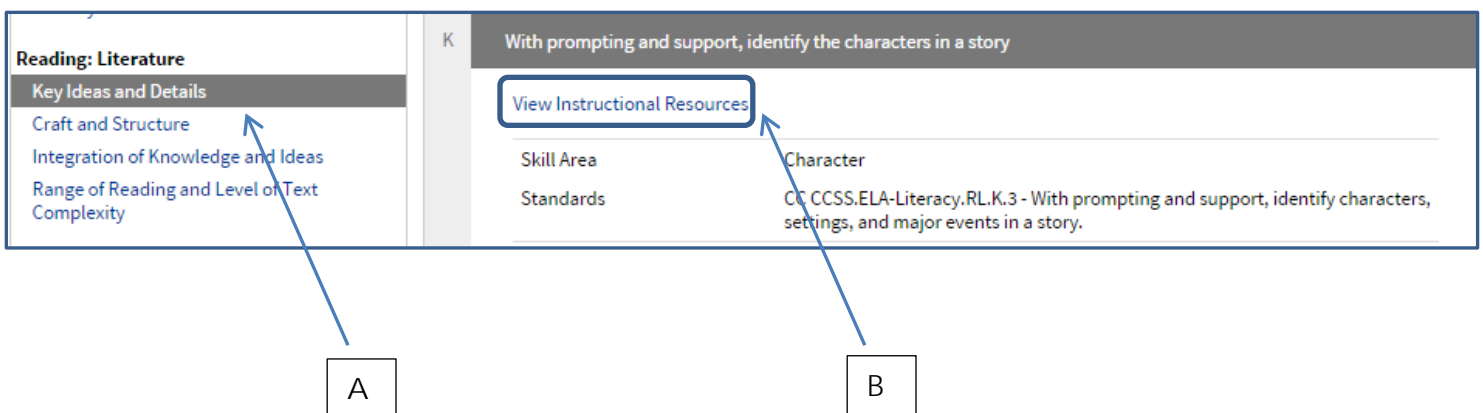 Reading: Literature
Key Ideas and Details
Craft and Structure
Integration of Knowledge and Ideas
Range of Reading and Level of Text
Complexity
K
With prompting and support, identify the characters in a story
View Instructional Resources
Skill Area Character
Standards CC CCSS.ELA-Literacy.RL.K.3 - With prompting and support, identify characters,
settings, and major events in a story.
A
B